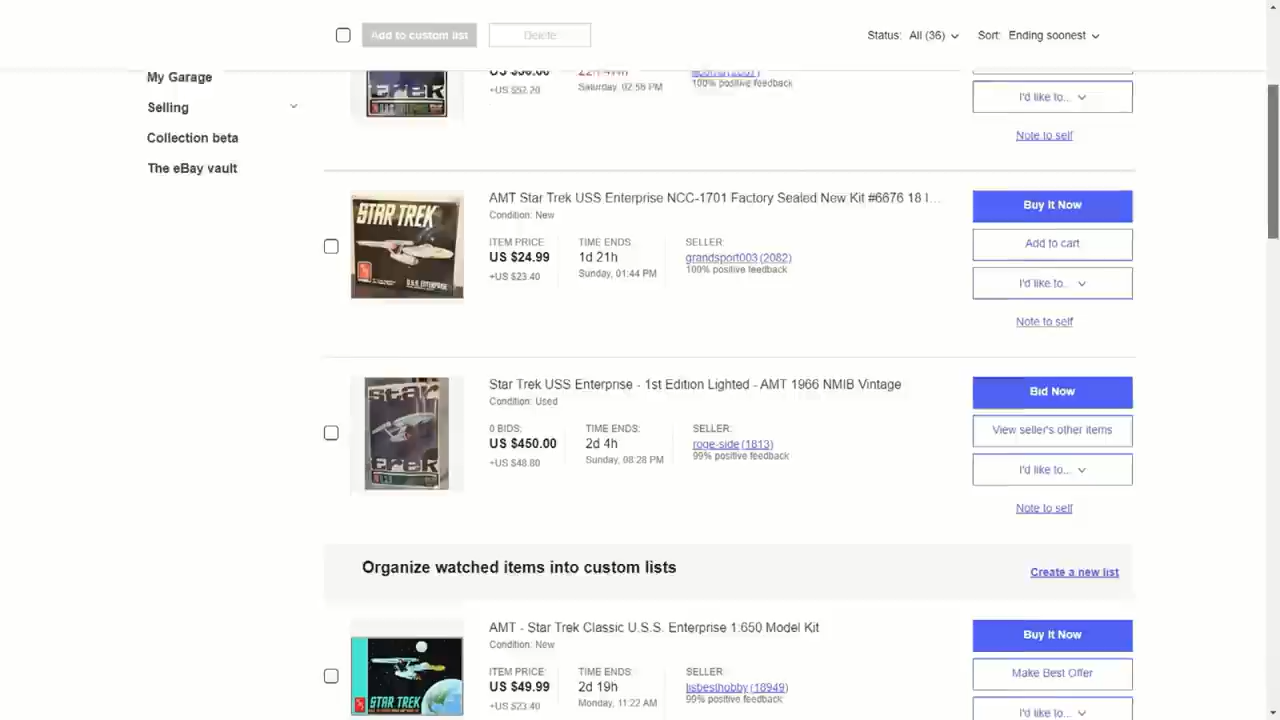 Add to custom list
Delete
Status: All (36)
Sort: Ending soonest
My Garage
Selling
Collection beta
The eBay vault
+US $52.20
Saturday, 02:58 PM
100% positive feedback
I'd like to...
Note to self
STAR TREK
U.S.S. ENTERPRISE
AMT Star Trek USS Enterprise NCC-1701 Factory Sealed New Kit #6676 18 I...
Condition: New
ITEM PRICE:
US $24.99
+US $23.40
TIME ENDS:
1d 21h
Sunday, 01:44 PM
SELLER:
grandsport003 (2082)
100% positive feedback
Buy It Now
Add to cart
I'd like to...
Note to self
Star Trek USS Enterprise - 1st Edition Lighted - AMT 1966 NMIB Vintage
Condition: Used
0 BIDS:
US $450.00
+US $48.80
TIME ENDS:
2d 4h
Sunday, 08:28 PM
SELLER:
roge-side (1813)
99% positive feedback
Bid Now
View seller's other items
I'd like to...
Note to self
Organize watched items into custom lists
Create a new list
STAR TREK
AMT - Star Trek Classic U.S.S. Enterprise 1:650 Model Kit
Condition: New
ITEM PRICE:
US $49.99
+US $23.40
TIME ENDS:
2d 19h
Monday, 11:22 AM
SELLER:
lisbesthobby (18949)
99% positive feedback
Buy It Now
Make Best Offer
I'd like to...